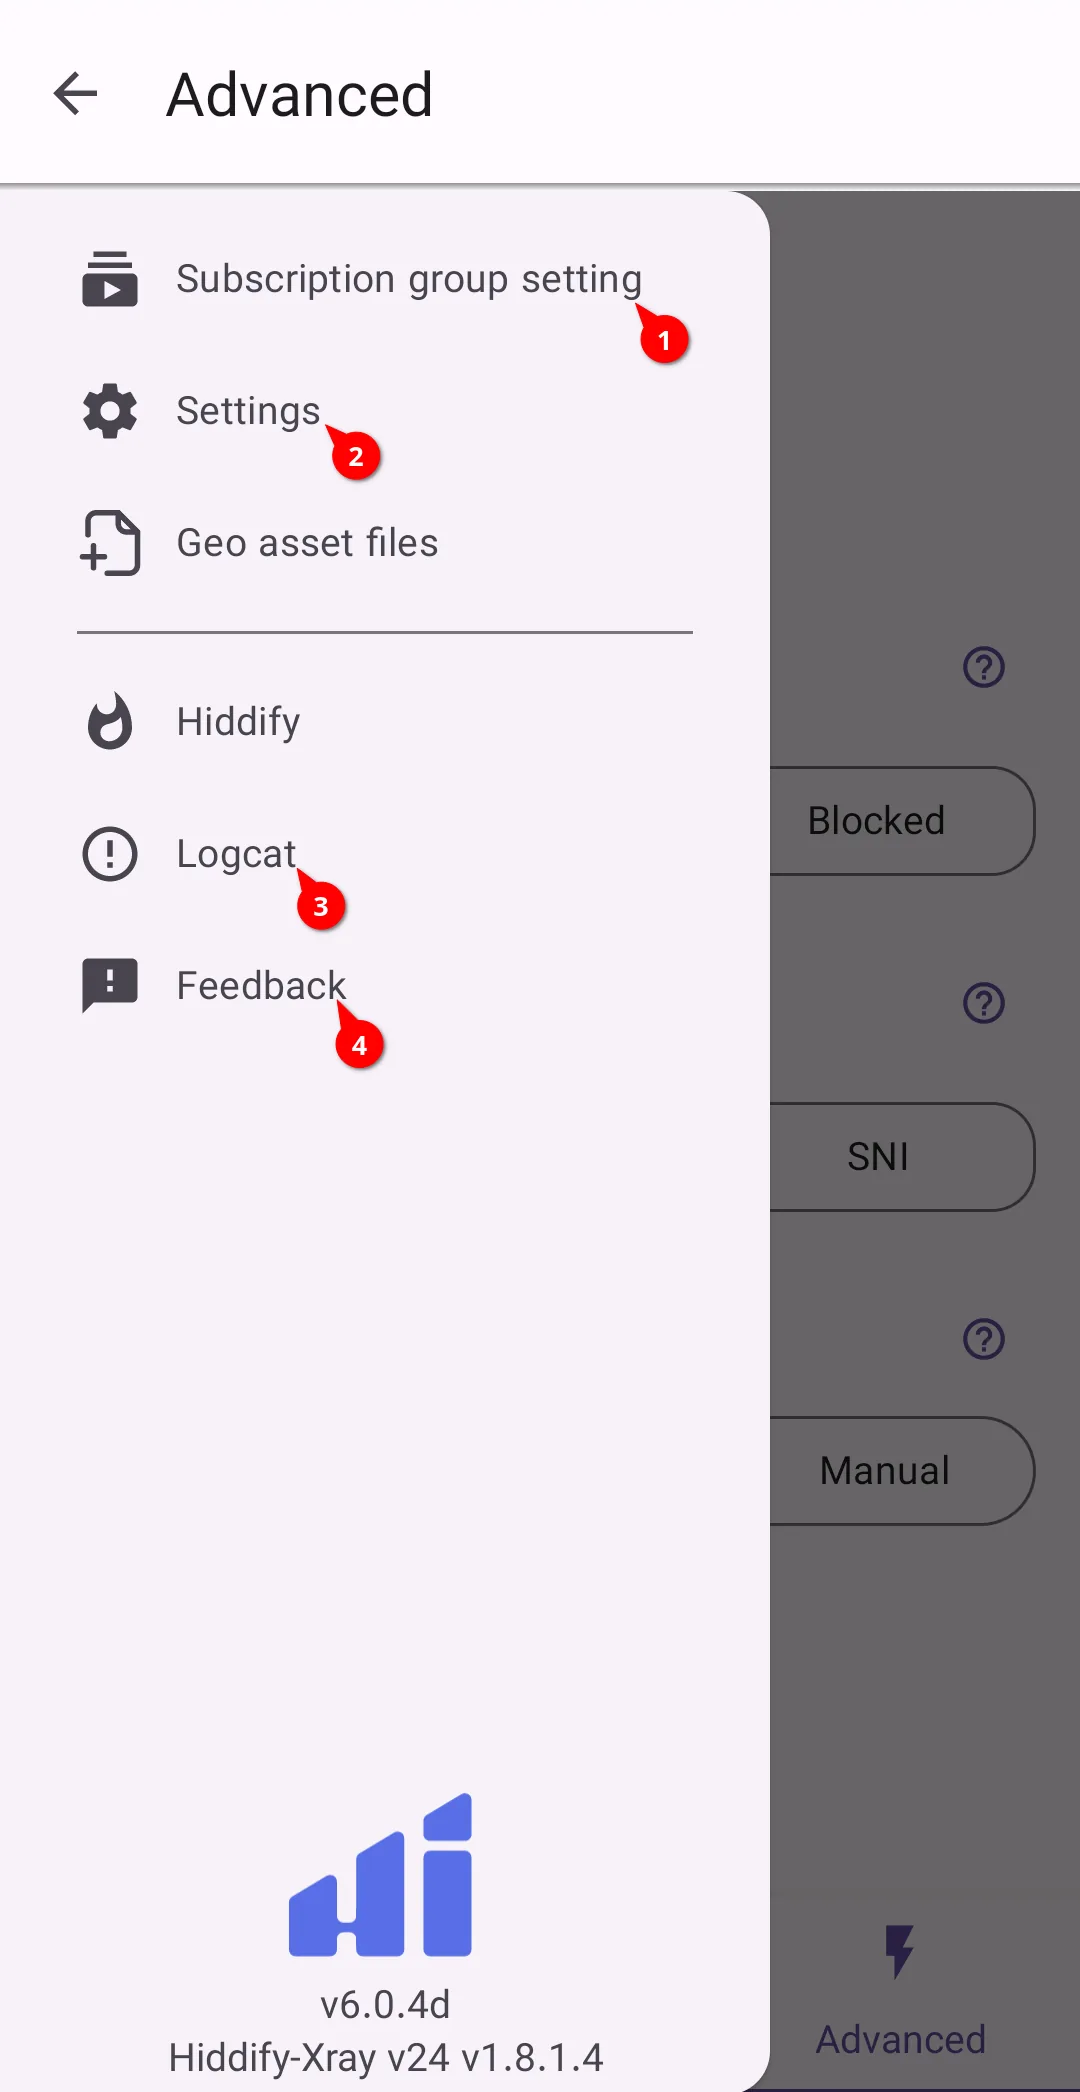 Advanced
Subscription group setting
1
Settings
2
Geo asset files
Hiddify
Blocked
Logcat
3
Feedback
4
SNI
Manual
v6.0.4d
Hiddify-Xray v24 v1.8.1.4
Advanced